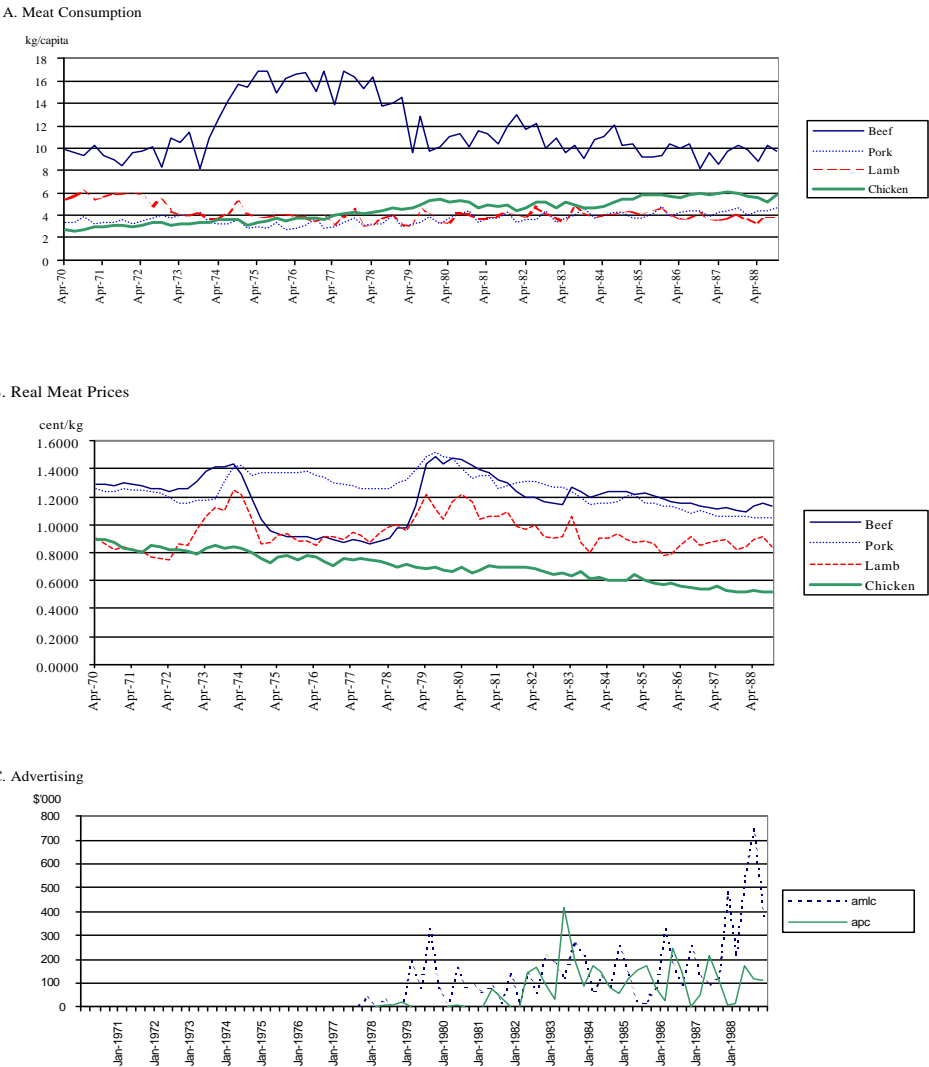 A. Meat Consumption
kg/capita
18
16
14
12
10
8
6
4
2
0
Apr-70
Apr-71
Apr-72
Apr-73
Apr-74
Apr-75
Apr-76
Apr-77
Apr-78
Apr-79
Apr-80
Apr-81
Apr-82
Apr-83
Apr-84
Apr-85
Apr-86
Apr-87
Apr-88
Beef
Pork
Lamb
Chicken
. Real Meat Prices
cent/kg
1.6000
1.4000
1.2000
1.0000
0.8000
0.6000
0.4000
0.2000
0.0000
Apr-70
Apr-71
Apr-72
Apr-73
Apr-74
Apr-75
Apr-76
Apr-77
Apr-78
Apr-79
Apr-80
Apr-81
Apr-82
Apr-83
Apr-84
Apr-85
Apr-86
Apr-87
Apr-88
Beef
Pork
Lamb
Chicken
C. Advertising
$'000
800
700
600
500
400
300
200
100
0
Jan-1971
Jan-1972
Jan-1973
Jan-1974
Jan-1975
Jan-1976
Jan-1977
Jan-1978
Jan-1979
Jan-1980
Jan-1981
Jan-1982
Jan-1983
Jan-1984
Jan-1985
Jan-1986
Jan-1987
Jan-1988
amlc
apc